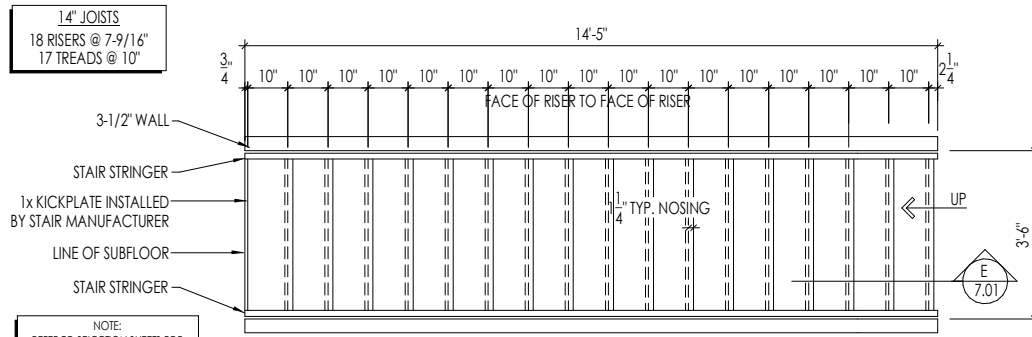 14" JOISTS
18 RISERS @ 7-9/16"
17 TREADS @ 10"
14'-5"
3/4 10" 10" 10" 10" 10" 10" 10" 10" 10" 10" 10" 10" 10" 10" 10" 10" 10" 2 1/4"
FACE OF RISER TO FACE OF RISER
3-1/2" WALL
STAIR STRINGER
1x KICKPLATE INSTALLED
BY STAIR MANUFACTURER
1 1/4" TYP. NOSING
UP
3'-6"
LINE OF SUBFLOOR
E
7.01
STAIR STRINGER
NOTE: